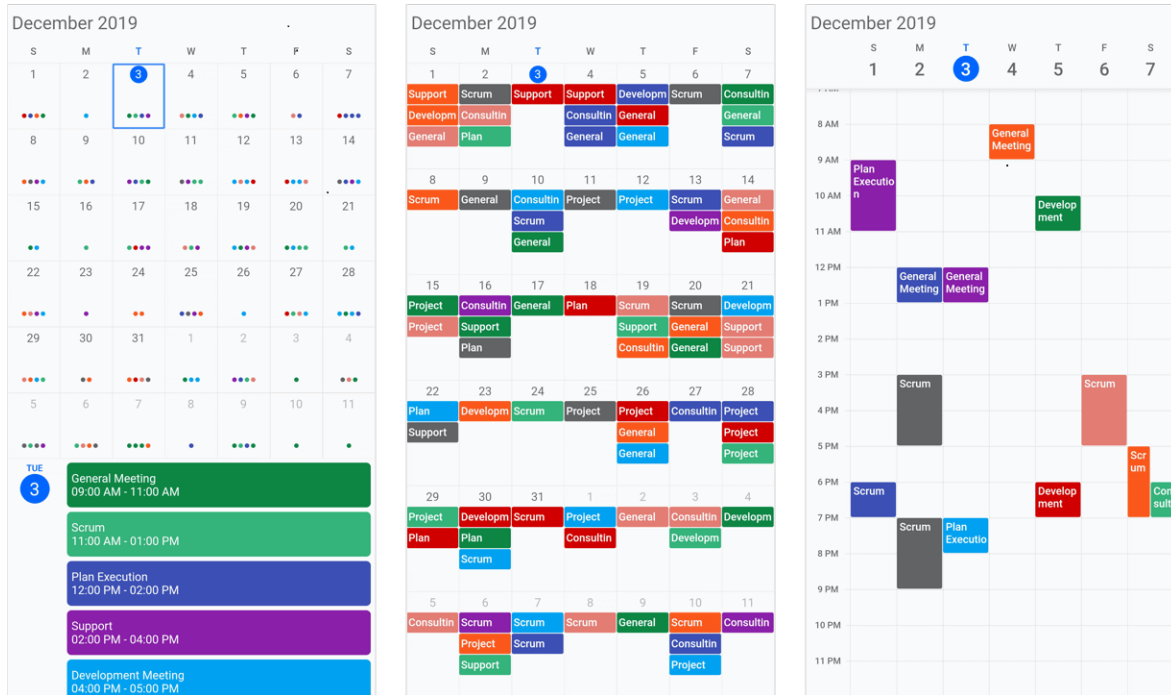 December 2019
S M T W T F S
1 2 3 4 5 6 7
8 9 10 11 12 13 14
15 16 17 18 19 20 21
22 23 24 25 26 27 28
29 30 31 1 2 3 4
5 6 7 8 9 10 11
TUE
3
General Meeting
09:00 AM - 11:00 AM
Scrum
11:00 AM - 01:00 PM
Plan Execution
12:00 PM - 02:00 PM
Support
02:00 PM - 04:00 PM
Development Meeting
04:00 PM - 05:00 PM
December 2019
S M T W T F S
1 2 3 4 5 6 7
Support Scrum Support Support Developm Scrum Consultin
Developm Consultin Consultin General General
General Plan General General Scrum
8 9 10 11 12 13 14
Scrum General Consultin Project Project Scrum General
Scrum Developm Consultin
General Plan
15 16 17 18 19 20 21
Project Consultin General Plan Scrum Scrum Developm
Project Support Support General Support
Plan Consultin General Support
22 23 24 25 26 27 28
Plan Developm Scrum Project Project Consultin Project
Support General Project
General Project
29 30 31 1 2 3 4
Project Developm Scrum Project General Consultin Developm
Plan Plan Consultin Developm
Scrum
5 6 7 8 9 10 11
Consultin Scrum Scrum Scrum General Scrum Consultin
Project Scrum Consultin
Support Project
December 2019
S M T W T F S
1 2 3 4 5 6 7
8 AM
General
Meeting
9 AM
Plan
Executio
n
10 AM
Develop
ment
11 AM
12 PM
General
Meeting
General
Meeting
1 PM
2 PM
3 PM
Scrum
Scrum
4 PM
5 PM
Scr
um
6 PM
Scrum
Develop
ment
Con
sult
7 PM
Scrum
Plan
Executio
8 PM
9 PM
10 PM
11 PM